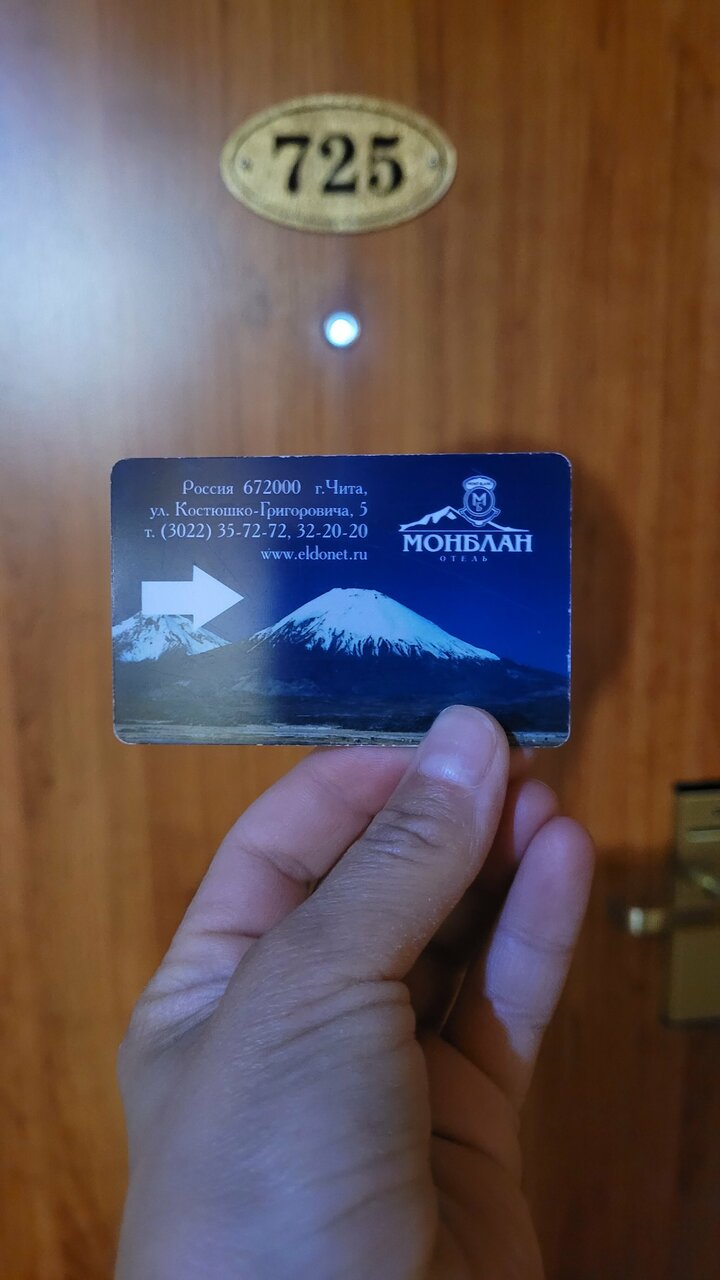 725
Россия 672000 г.Чита,
ул. Костюшко-Григоровича, 5
т. (3022) 35-72-72, 32-20-20
www.eldonet.ru
М
МОНБЛАН
ОТЕЛЬ